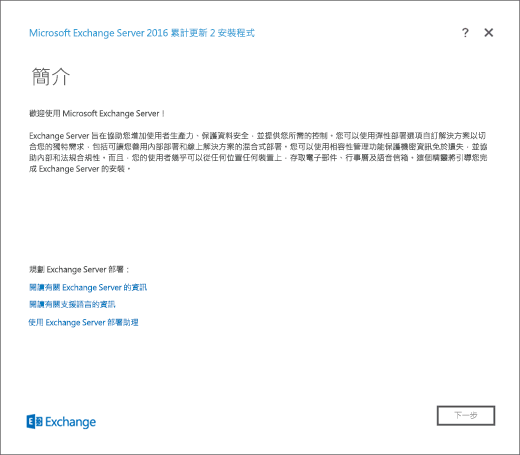 Microsoft Exchange Server 2016 累計更新 2 安裝程式
? ✕
簡介
歡迎使用 Microsoft Exchange Server！
Exchange Server 旨在協助您增加使用者生產力、保護資料安全，並提供您所需的控制。您可以使用彈性部署選項自訂解決方案以切
合您的獨特需求，包括可讓您善用內部部署和線上解決方案的混合式部署。您可以使用相容性管理功能保護機密資訊免於遺失，並協
助內部和法規合規性。而且，您的使用者幾乎可以從任何位置任何裝置上，存取電子郵件、行事曆及語音信箱。這個精靈將引導您完
成 Exchange Server 的安裝。
規劃 Exchange Server 部署：
閱讀有關 Exchange Server 的資訊
閱讀有關支援語言的資訊
使用 Exchange Server 部署助理
Exchange
下一步